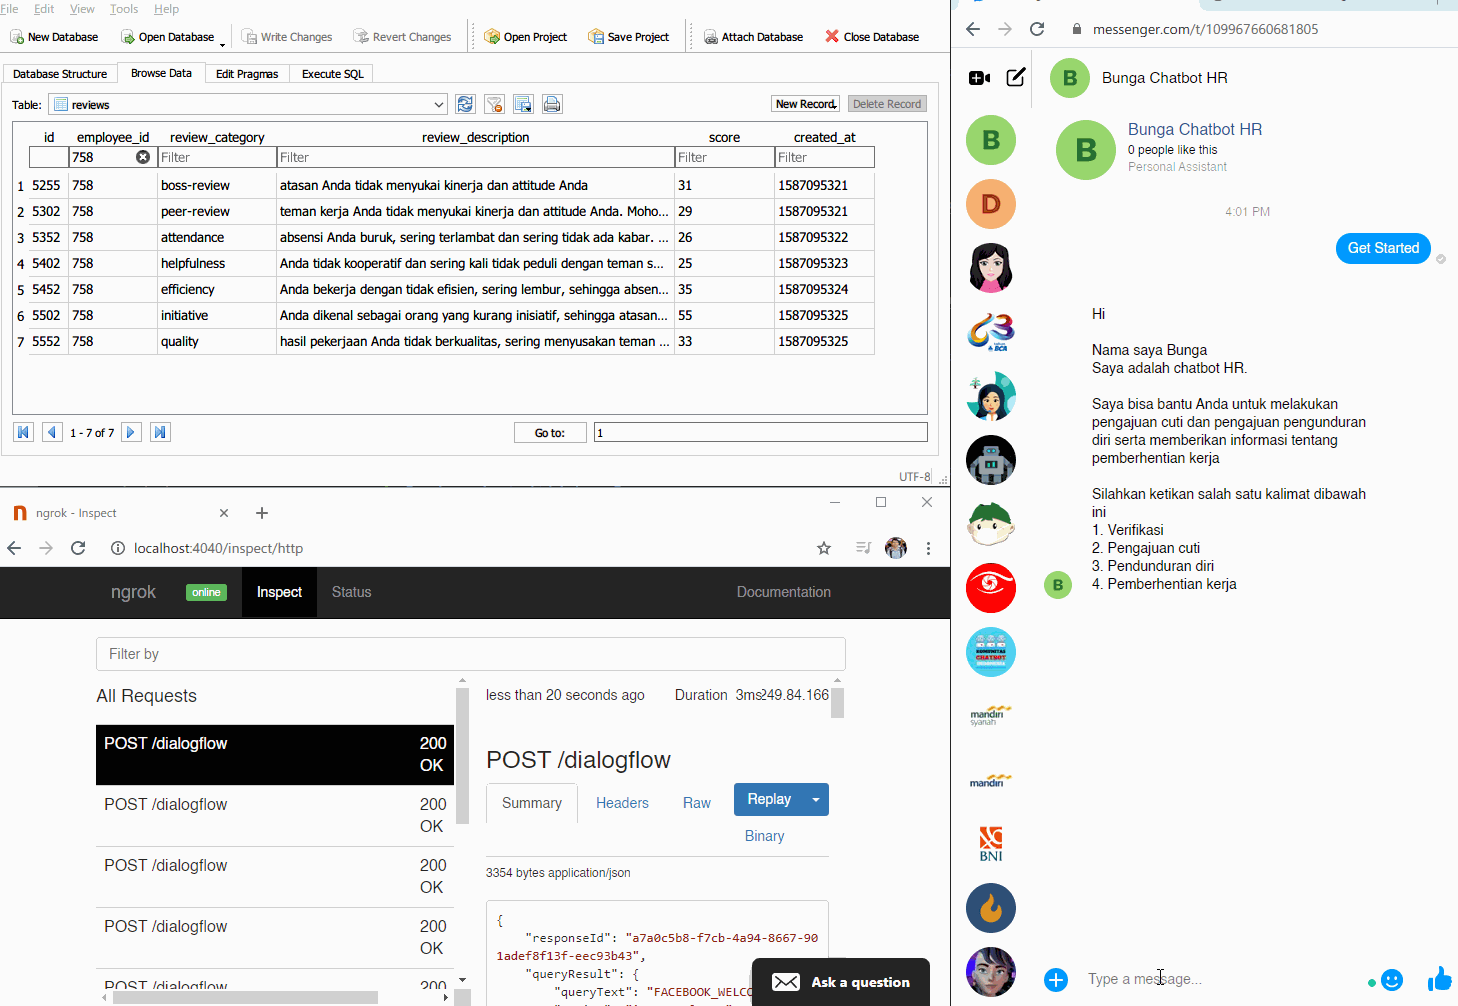 File Edit View Tools Help
New Database Open Database Write Changes Revert Changes Open Project Save Project Attach Database Close Database
Database Structure Browse Data Edit Pragmas Execute SQL
Table: reviews New Record Delete Record
id employee_id review_category review_description score created_at
758 Filter Filter Filter Filter
1 5255 758 boss-review atasan Anda tidak menyukai kinerja dan attitude Anda 31 1587095321
2 5302 758 peer-review teman kerja Anda tidak menyukai kinerja dan attitude Anda. Moho... 29 1587095321
3 5352 758 attendance absensi Anda buruk, sering terlambat dan sering tidak ada kabar. ... 26 1587095322
4 5402 758 helpfulness Anda tidak kooperatif dan sering kali tidak peduli dengan teman s... 25 1587095323
5 5452 758 efficiency Anda bekerja dengan tidak efisien, sering lembur, sehingga absen... 35 1587095324
6 5502 758 initiative Anda dikenal sebagai orang yang kurang inisiatif, sehingga atasan... 55 1587095325
7 5552 758 quality hasil pekerjaan Anda tidak berkualitas, sering menyusakan teman ... 33 1587095325
1 - 7 of 7 Go to: 1
UTF-8
ngrok - Inspect
localhost:4040/inspect/http
ngrok online Inspect Status Documentation
Filter by
All Requests
POST /dialogflow 200 OK
POST /dialogflow 200 OK
POST /dialogflow 200 OK
POST /dialogflow 200 OK
POST /dialogflow 200
less than 20 seconds ago Duration 3ms 249.84.166
POST /dialogflow
Summary Headers Raw Replay
Binary
3354 bytes application/json
{
"responseId": "a7a0c5b8-f7cb-4a94-8667-90
1adef8f13f-eec93b43",
"queryResult": {
"queryText": "FACEBOOK_WELCO
Ask a question
messenger.com/t/109967660681805
B Bunga Chatbot HR
B
B Bunga Chatbot HR
0 people like this
Personal Assistant
D
4:01 PM
Get Started
Hi
Nama saya Bunga
Saya adalah chatbot HR.
Saya bisa bantu Anda untuk melakukan
pengajuan cuti dan pengajuan pengunduran
diri serta memberikan informasi tentang
pemberhentian kerja
Silahkan ketikan salah satu kalimat dibawah
ini
1. Verifikasi
2. Pengajuan cuti
3. Pendunduran diri
4. Pemberhentian kerja
B
BCA
KOMUNITAS
CHATBOT
mandiri
syariah
mandiri
BNI
Type a message...